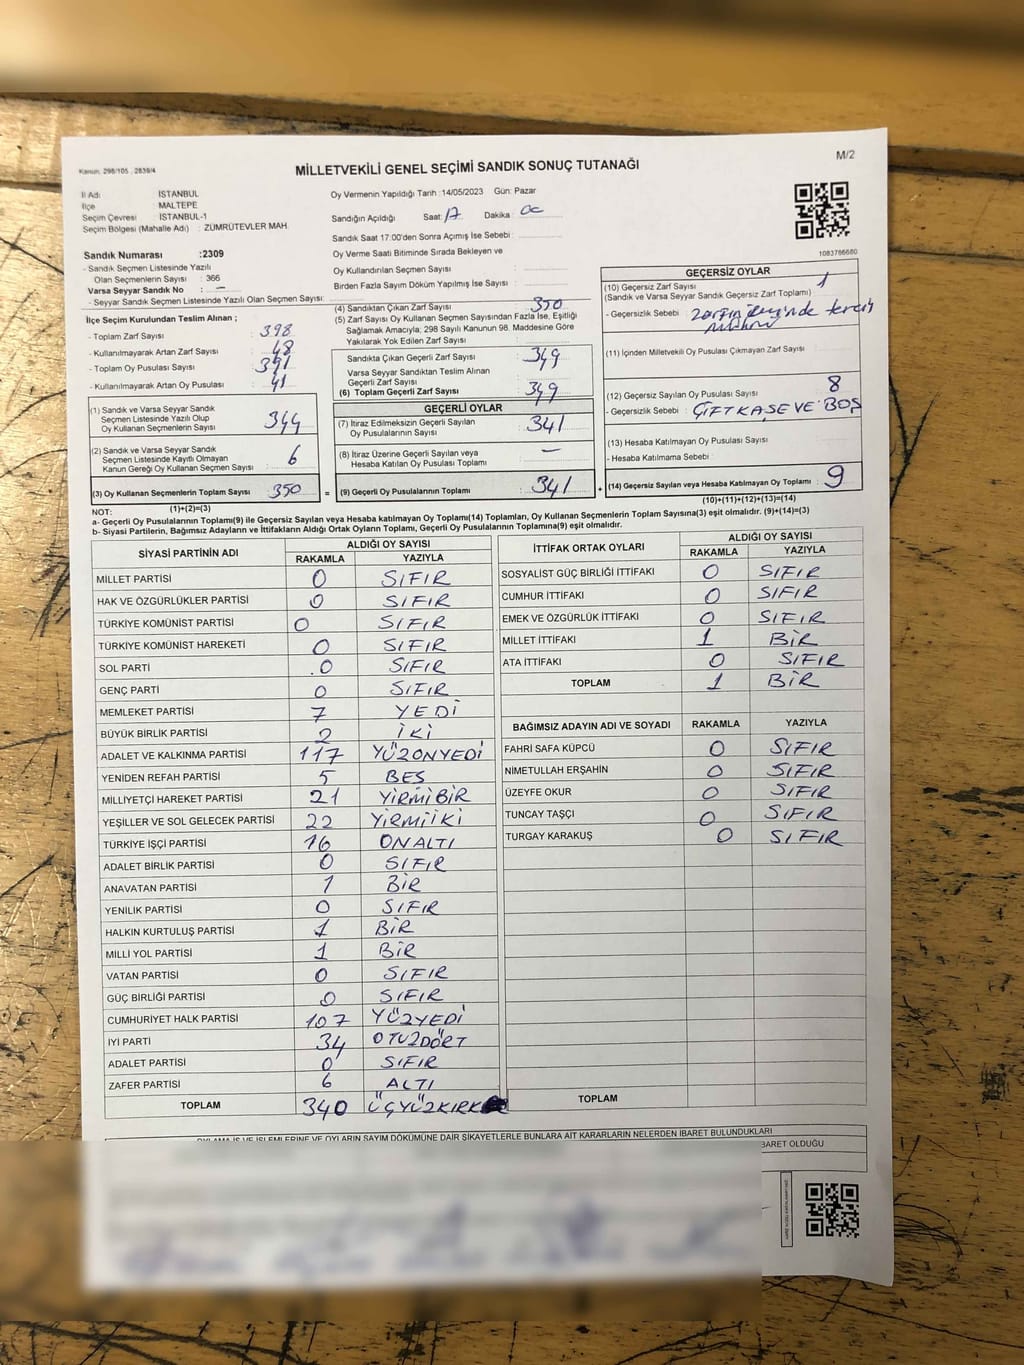 Kanun; 298/105 , 2839/4
MİLLETVEKİLİ GENEL SEÇİMİ SANDIK SONUÇ TUTANAĞI
M/2
İl Adı : İSTANBUL
İlçe : MALTEPE
Seçim Çevresi : İSTANBUL-1
Seçim Bölgesi (Mahalle Adı) : ZÜMRÜTEVLER MAH.
Oy Vermenin Yapıldığı Tarih :14/05/2023 Gün: Pazar
Sandığın Açıldığı Saat: 17 Dakika :
Sandık Saat 17:00'den Sonra Açılmış İse Sebebi :
Oy Verme Saati Bitiminde Sırada Bekleyen ve
Oy Kullandırılan Seçmen Sayısı :
Birden Fazla Sayım Döküm Yapılmış İse Sayısı :
1083766660
Sandık Numarası :2309
- Sandık Seçmen Listesinde Yazılı
Olan Seçmenlerin Sayısı : 366
Varsa Seyyar Sandık No : —
- Seyyar Sandık Seçmen Listesinde Yazılı Olan Seçmen Sayısı:
İlçe Seçim Kurulundan Teslim Alınan ;
- Toplam Zarf Sayısı : 398
- Kullanılmayarak Artan Zarf Sayısı : 48
- Toplam Oy Pusulası Sayısı : 391
- Kullanılmayarak Artan Oy Pusulası : 41
(1) Sandık ve Varsa Seyyar Sandık
Seçmen Listesinde Yazılı Olup
Oy Kullanan Seçmenlerin Sayısı : 344
(2) Sandık ve Varsa Seyyar Sandık
Seçmen Listesinde Kayıtlı Olmayan
Kanun Gereği Oy Kullanan Seçmen Sayısı : 6
(3) Oy Kullanan Seçmenlerin Toplam Sayısı : 350
(1)+(2)=(3)
(4) Sandıktan Çıkan Zarf Sayısı : 350
(5) Zarf Sayısı Oy Kullanan Seçmen Sayısından Fazla İse, Eşitliği
Sağlamak Amacıyla; 298 Sayılı Kanunun 98. Maddesine Göre
Yakılarak Yok Edilen Zarf Sayısı :
Sandıkta Çıkan Geçerli Zarf Sayısı : 349
Varsa Seyyar Sandıktan Teslim Alınan
Geçerli Zarf Sayısı :
(6) Toplam Geçerli Zarf Sayısı : 349
GEÇERLİ OYLAR
(7) İtiraz Edilmeksizin Geçerli Sayılan
Oy Pusulalarının Sayısı : 341
(8) İtiraz Üzerine Geçerli Sayılan veya
Hesaba Katılan Oy Pusulası Toplamı : —
= (9) Geçerli Oy Pusulalarının Toplamı : 341 +
GEÇERSİZ OYLAR
(10) Geçersiz Zarf Sayısı : 1
(Sandık ve Varsa Seyyar Sandık Geçersiz Zarf Toplamı)
- Geçersizlik Sebebi : zarfın içesinde tercih
mührü
(11) İçinden Milletvekili Oy Pusulası Çıkmayan Zarf Sayısı :
(12) Geçersiz Sayılan Oy Pusulası Sayısı : 8
- Geçersizlik Sebebi : ÇİFT KAŞE VE BOŞ
(13) Hesaba Katılmayan Oy Pusulası Sayısı :
- Hesaba Katılmama Sebebi :
(14) Geçersiz Sayılan veya Hesaba Katılmayan Oy Toplamı : 9
(10)+(11)+(12)+(13)=(14)
NOT:
a- Geçerli Oy Pusulalarının Toplamı(9) ile Geçersiz Sayılan veya Hesaba katılmayan Oy Toplamı(14) Toplamları, Oy Kullanan Seçmenlerin Toplam Sayısına(3) eşit olmalıdır. (9)+(14)=(3)
b- Siyasi Partilerin, Bağımsız Adayların ve İttifakların Aldığı Ortak Oyların Toplamı, Geçerli Oy Pusulalarının Toplamına(9) eşit olmalıdır.
SİYASİ PARTİNİN ADI ALDIĞI OY SAYISI
RAKAMLA YAZIYLA
MİLLET PARTİSİ 0 SIFIR
HAK VE ÖZGÜRLÜKLER PARTİSİ 0 SIFIR
TÜRKİYE KOMÜNİST PARTİSİ 0 SIFIR
TÜRKİYE KOMÜNİST HAREKETİ 0 SIFIR
SOL PARTİ 0 SIFIR
GENÇ PARTİ 0 SIFIR
MEMLEKET PARTİSİ 7 YEDİ
BÜYÜK BİRLİK PARTİSİ 2 İKİ
ADALET VE KALKINMA PARTİSİ 117 YÜZONYEDİ
YENİDEN REFAH PARTİSİ 5 BEŞ
MİLLİYETÇİ HAREKET PARTİSİ 21 YİRMİBİR
YEŞİLLER VE SOL GELECEK PARTİSİ 22 YİRMİİKİ
TÜRKİYE İŞÇİ PARTİSİ 16 ONALTI
ADALET BİRLİK PARTİSİ 0 SIFIR
ANAVATAN PARTİSİ 1 BİR
YENİLİK PARTİSİ 0 SIFIR
HALKIN KURTULUŞ PARTİSİ 1 BİR
MİLLİ YOL PARTİSİ 1 BİR
VATAN PARTİSİ 0 SIFIR
GÜÇ BİRLİĞİ PARTİSİ 0 SIFIR
CUMHURİYET HALK PARTİSİ 107 YÜZYEDİ
İYİ PARTİ 34 OTUZDÖRT
ADALET PARTİSİ 0 SIFIR
ZAFER PARTİSİ 6 ALTI
TOPLAM 340 ÜÇYÜZKIRK
İTTİFAK ORTAK OYLARI ALDIĞI OY SAYISI
RAKAMLA YAZIYLA
SOSYALİST GÜÇ BİRLİĞİ İTTİFAKI 0 SIFIR
CUMHUR İTTİFAKI 0 SIFIR
EMEK VE ÖZGÜRLÜK İTTİFAKI 0 SIFIR
MİLLET İTTİFAKI 1 BİR
ATA İTTİFAKI 0 SIFIR
TOPLAM 1 BİR
BAĞIMSIZ ADAYIN ADI VE SOYADI RAKAMLA YAZIYLA
FAHRİ SAFA KÜPCÜ 0 SIFIR
NİMETULLAH ERŞAHİN 0 SIFIR
ÜZEYFE OKUR 0 SIFIR
TUNCAY TAŞÇI 0 SIFIR
TURGAY KARAKUŞ 0 SIFIR
TOPLAM
OYLAMA İŞ VE İŞLEMLERİNE VE OYLARIN SAYIM DÖKÜMÜNE DAİR ŞİKAYETLERLE BUNLARA AİT KARARLARIN NELERDEN İBARET BULUNDUKLARI
BARET OLDUĞU